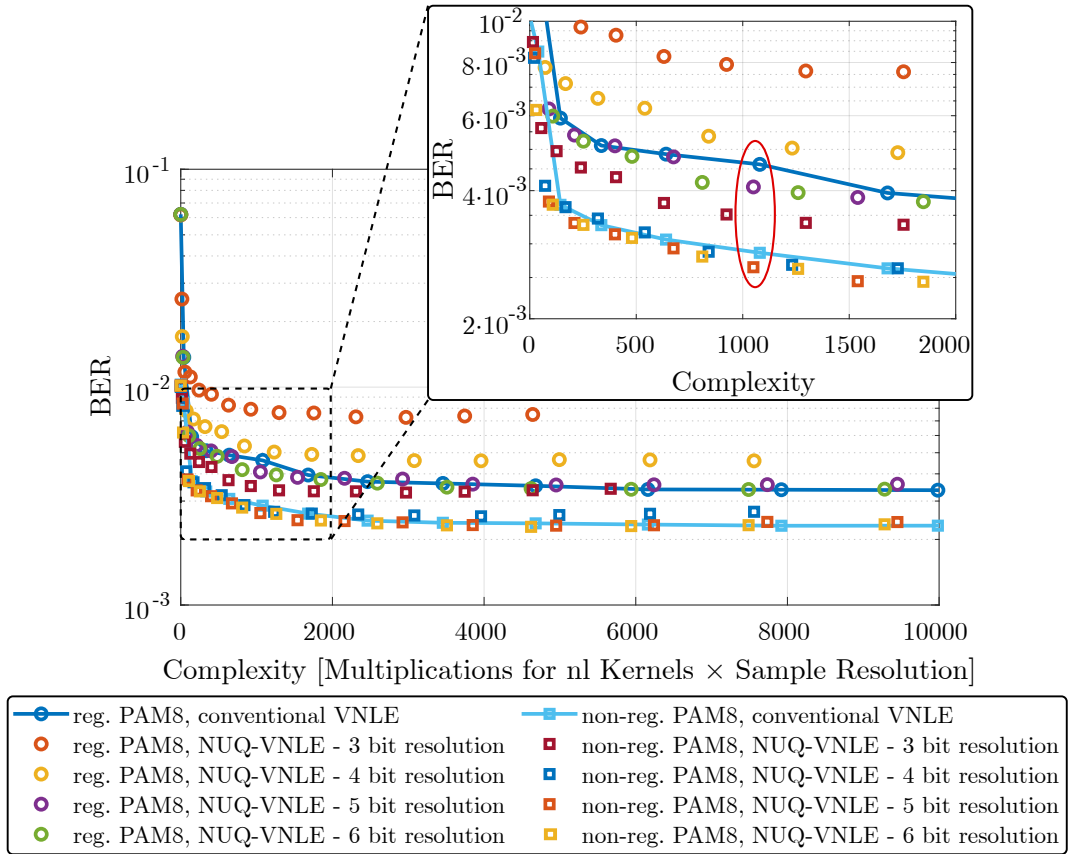 10^-2
8·10^-3
6·10^-3
4·10^-3
2·10^-3
BER
0
500
1000
1500
2000
Complexity
10^-1
10^-2
10^-3
BER
0
2000
4000
6000
8000
10000
Complexity [Multiplications for nl Kernels × Sample Resolution]
reg. PAM8, conventional VNLE
non-reg. PAM8, conventional VNLE
reg. PAM8, NUQ-VNLE - 3 bit resolution
non-reg. PAM8, NUQ-VNLE - 3 bit resolution
reg. PAM8, NUQ-VNLE - 4 bit resolution
non-reg. PAM8, NUQ-VNLE - 4 bit resolution
reg. PAM8, NUQ-VNLE - 5 bit resolution
non-reg. PAM8, NUQ-VNLE - 5 bit resolution
reg. PAM8, NUQ-VNLE - 6 bit resolution
non-reg. PAM8, NUQ-VNLE - 6 bit resolution